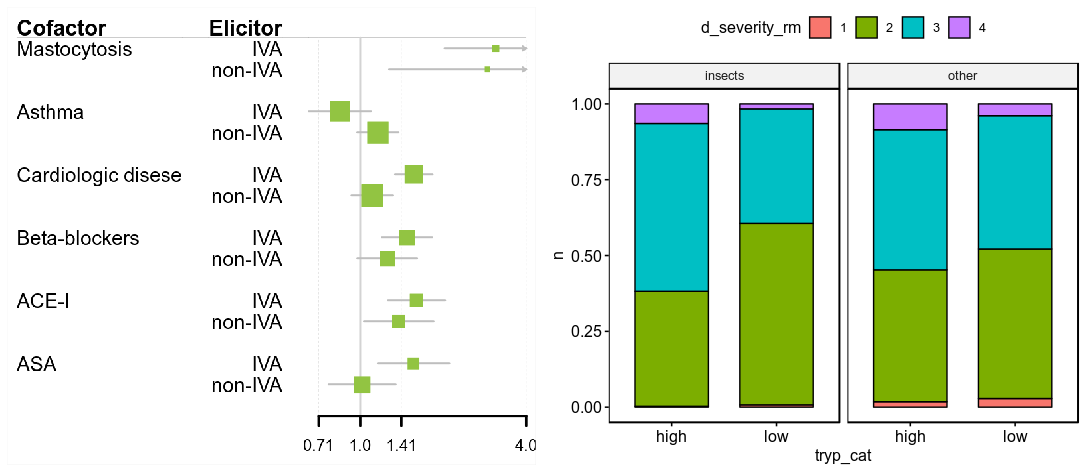 Cofactor Elicitor
Mastocytosis IVA
non-IVA
Asthma IVA
non-IVA
Cardiologic disese IVA
non-IVA
Beta-blockers IVA
non-IVA
ACE-I IVA
non-IVA
ASA IVA
non-IVA
0.71 1.0 1.41 4.0
d_severity_rm 1 2 3 4
insects other
1.00
0.75
0.50
0.25
0.00
n
high low high low
tryp_cat